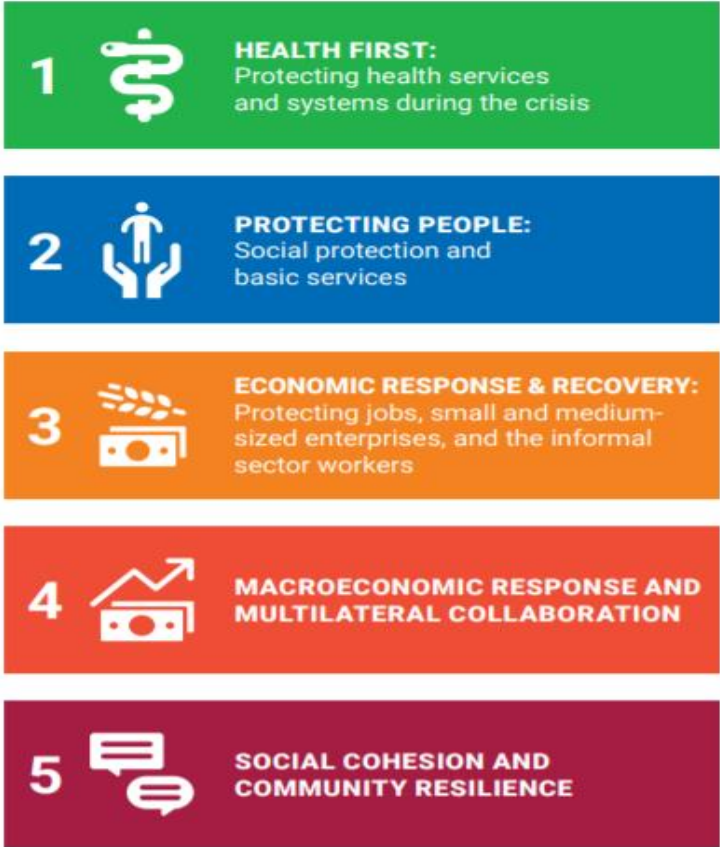 1
HEALTH FIRST:
Protecting health services
and systems during the crisis
2
PROTECTING PEOPLE:
Social protection and
basic services
3
ECONOMIC RESPONSE & RECOVERY:
Protecting jobs, small and medium-
sized enterprises, and the informal
sector workers
4
MACROECONOMIC RESPONSE AND
MULTILATERAL COLLABORATION
5
SOCIAL COHESION AND
COMMUNITY RESILIENCE